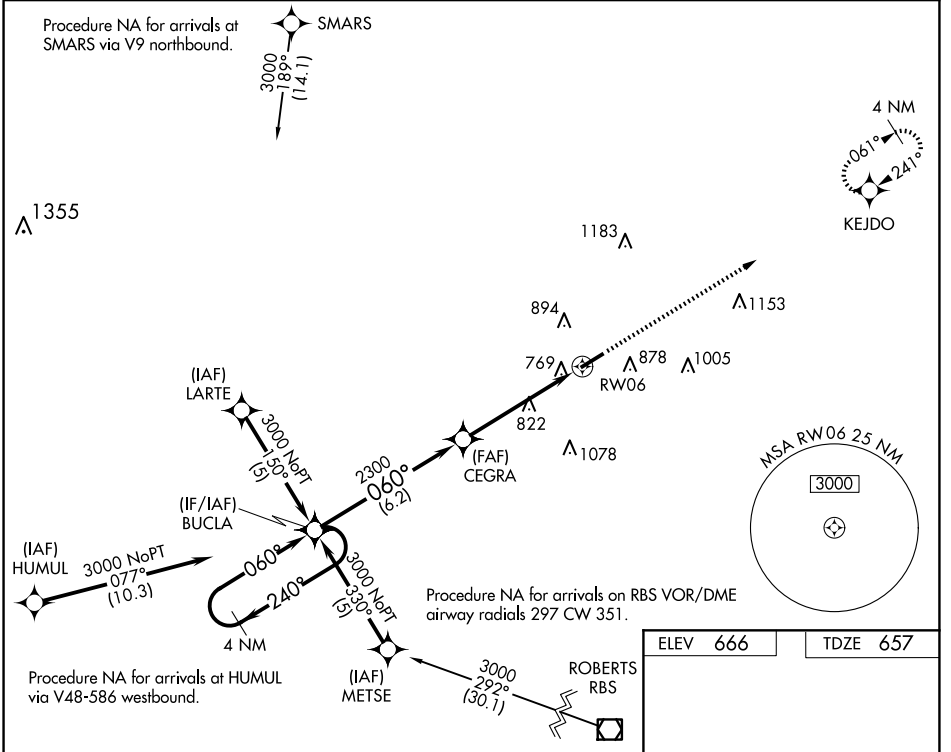 Procedure NA for arrivals at
SMARS via V9 northbound.
SMARS
3000
189°
(14.1)
4 NM
061°
241°
KEJDO
1355
1183
1153
894
769
878
1005
RW06
822
1078
(IAF)
LARTE
3000 NoPT
150°
(5)
2300
060°
(6.2)
(FAF)
CEGRA
(IF/IAF)
BUCLA
(IAF)
HUMUL
3000 NoPT
077°
(10.3)
060°
240°
4 NM
3000 NoPT
330°
(5)
(IAF)
METSE
MSA RW06 25 NM
3000
Procedure NA for arrivals on RBS VOR/DME
airway radials 297 CW 351.
3000
292°
(30.1)
ROBERTS
RBS
Procedure NA for arrivals at HUMUL
via V48-586 westbound.
ELEV 666
TDZE 657